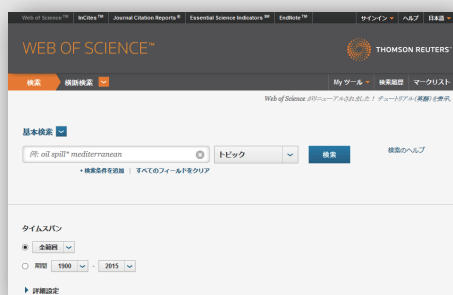 Web of Science™ InCites™ Journal Citation Reports® Essential Science Indicators℠ EndNote™ サインイン ヘルプ 日本語
WEB OF SCIENCE™ THOMSON REUTERS™
検索 横断検索 My ツール 検索履歴 マークリスト
Web of Science がリニューアルされました！ チュートリアル(英語)を表示。
基本検索
例: oil spill* mediterranean トピック 検索 検索のヘルプ
+ 検索条件を追加 | すべてのフィールドをクリア
タイムスパン
全範囲
期間 1900 - 2015
詳細設定